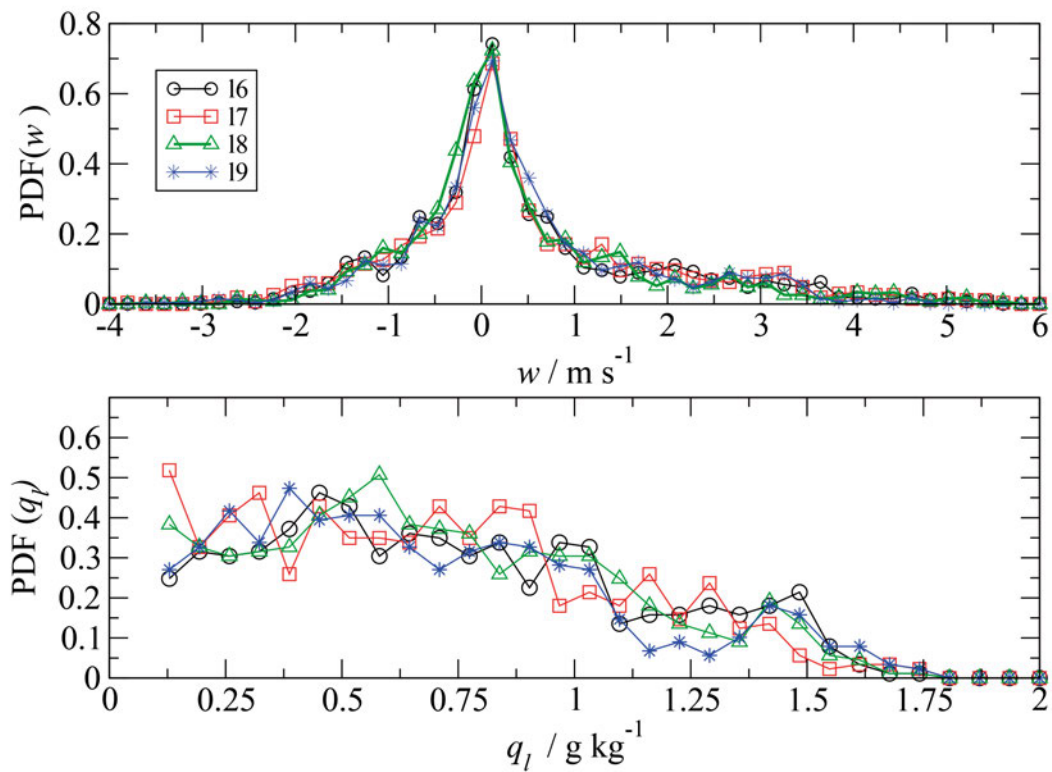 0.8
0.6
0.4
0.2
0
PDF(w)
l6
l7
l8
l9
-4 -3 -2 -1 0 1 2 3 4 5 6
w / m s⁻¹
0.6
0.5
0.4
0.3
0.2
0.1
0
PDF (qₗ)
0 0.25 0.5 0.75 1 1.25 1.5 1.75 2
qₗ / g kg⁻¹